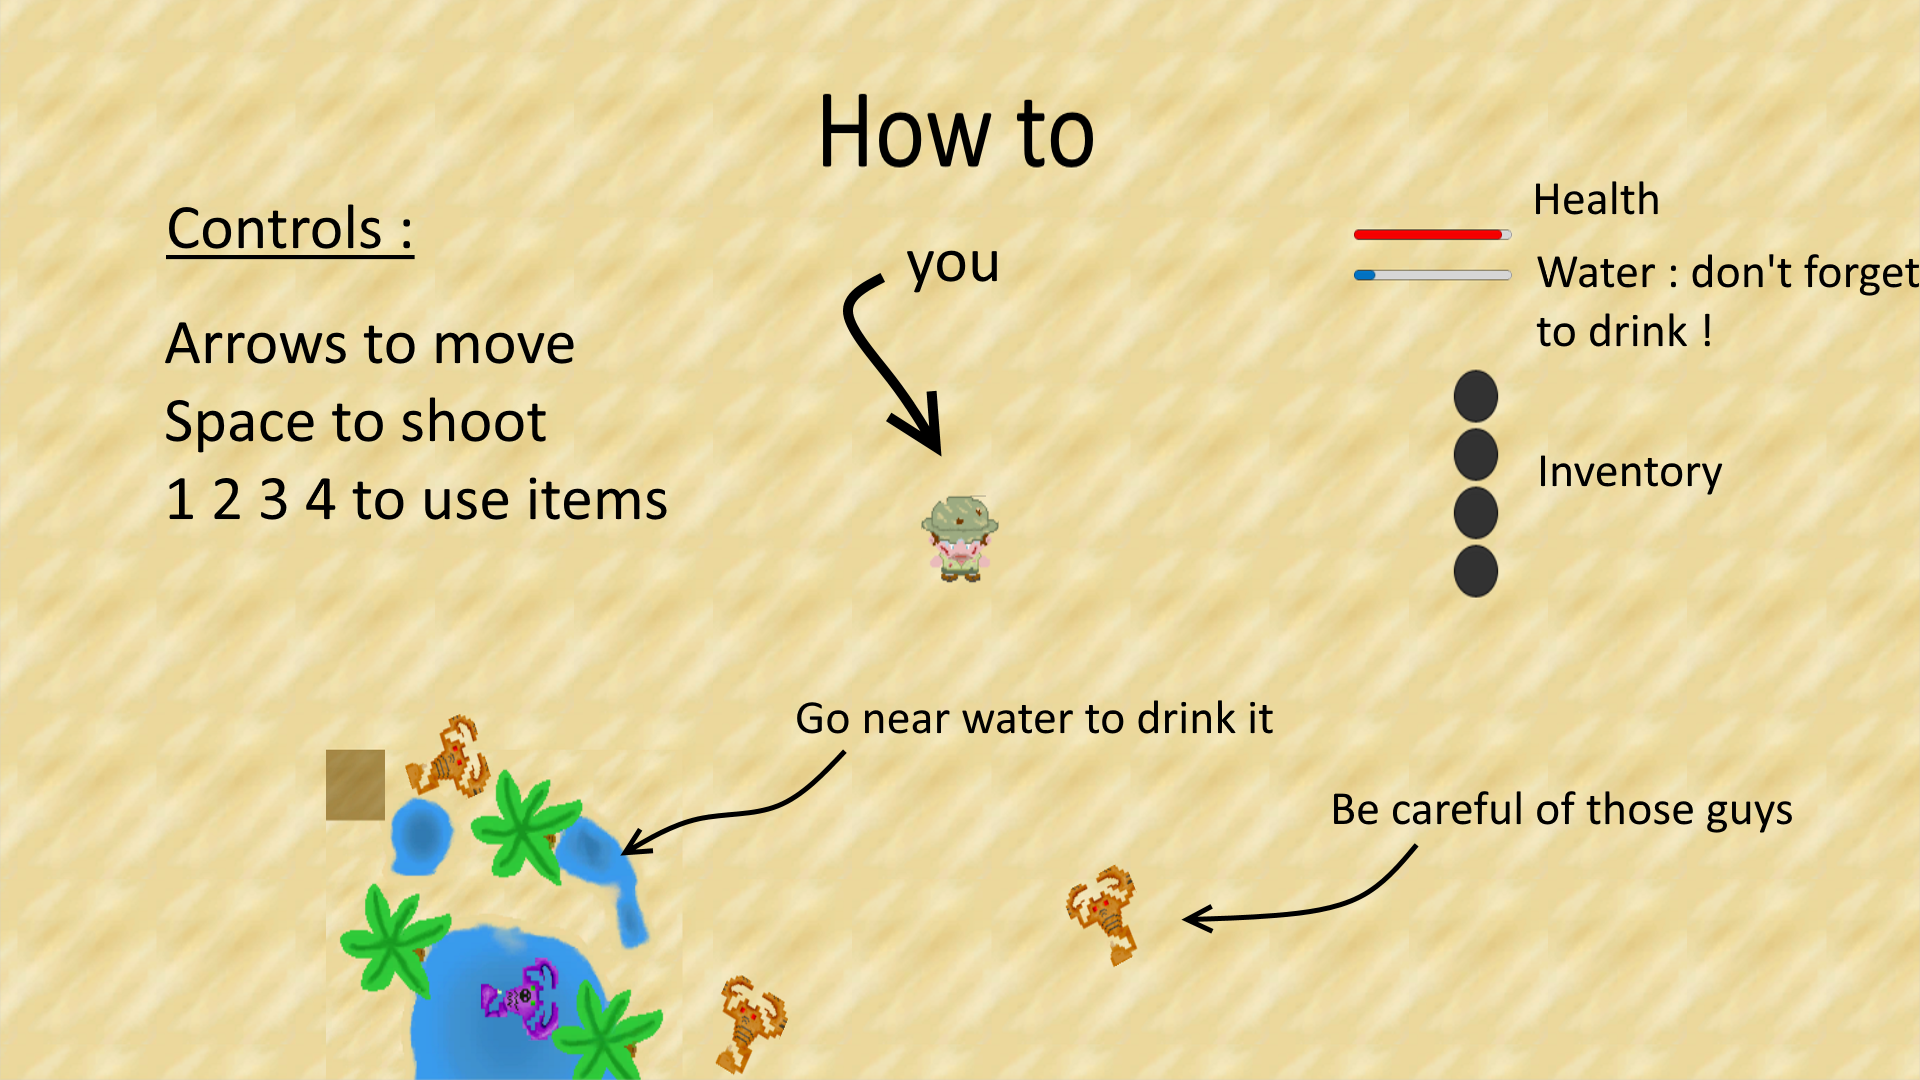 How to
Controls :
Arrows to move
Space to shoot
1 2 3 4 to use items
you
Health
Water : don't forget
to drink !
Inventory
Go near water to drink it
Be careful of those guys